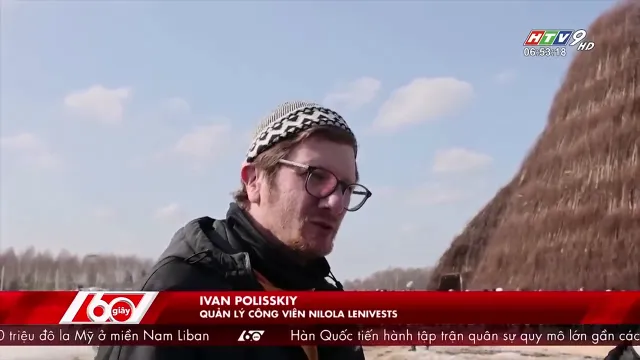 HTV9 HD
06:53:18
IVAN POLISSKIY
QUẢN LÝ CÔNG VIÊN NILOLA LENIVESTS
60 giây
0 triệu đô la Mỹ ở miền Nam Liban
Hàn Quốc tiến hành tập trận quân sự quy mô lớn gần các